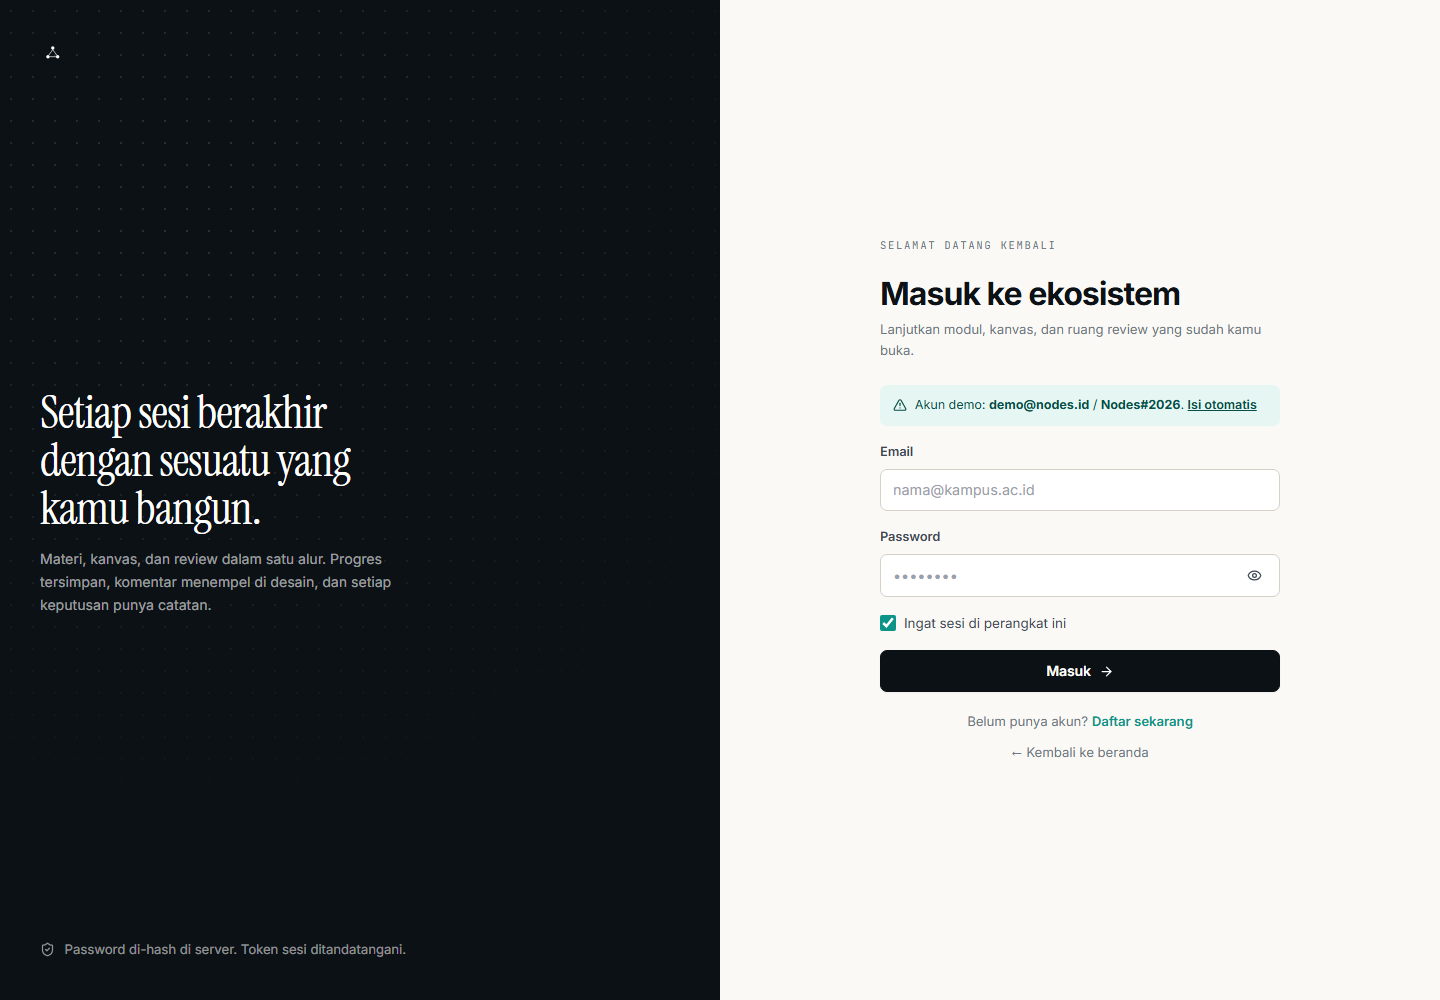 Setiap sesi berakhir
dengan sesuatu yang
kamu bangun.
Materi, kanvas, dan review dalam satu alur. Progres
tersimpan, komentar menempel di desain, dan setiap
keputusan punya catatan.
Password di-hash di server. Token sesi ditandatangani.
SELAMAT DATANG KEMBALI
Masuk ke ekosistem
Lanjutkan modul, kanvas, dan ruang review yang sudah kamu
buka.
Akun demo: demo@nodes.id / Nodes#2026. Isi otomatis
Email
nama@kampus.ac.id
Password
••••••••
Ingat sesi di perangkat ini
Masuk →
Belum punya akun? Daftar sekarang
← Kembali ke beranda